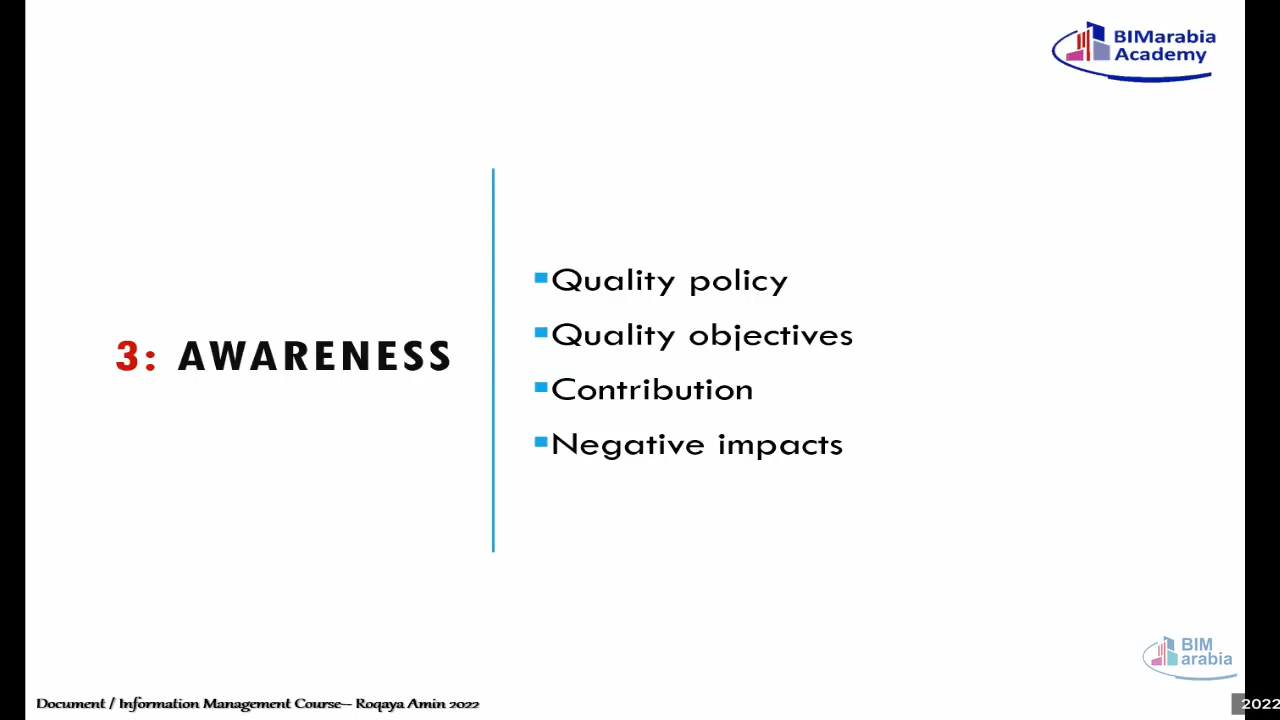 BIMarabia
Academy
3: AWARENESS
Quality policy
Quality objectives
Contribution
Negative impacts
BIM
arabia
Document / Information Management Course-- Roqaya Amin 2022
2022